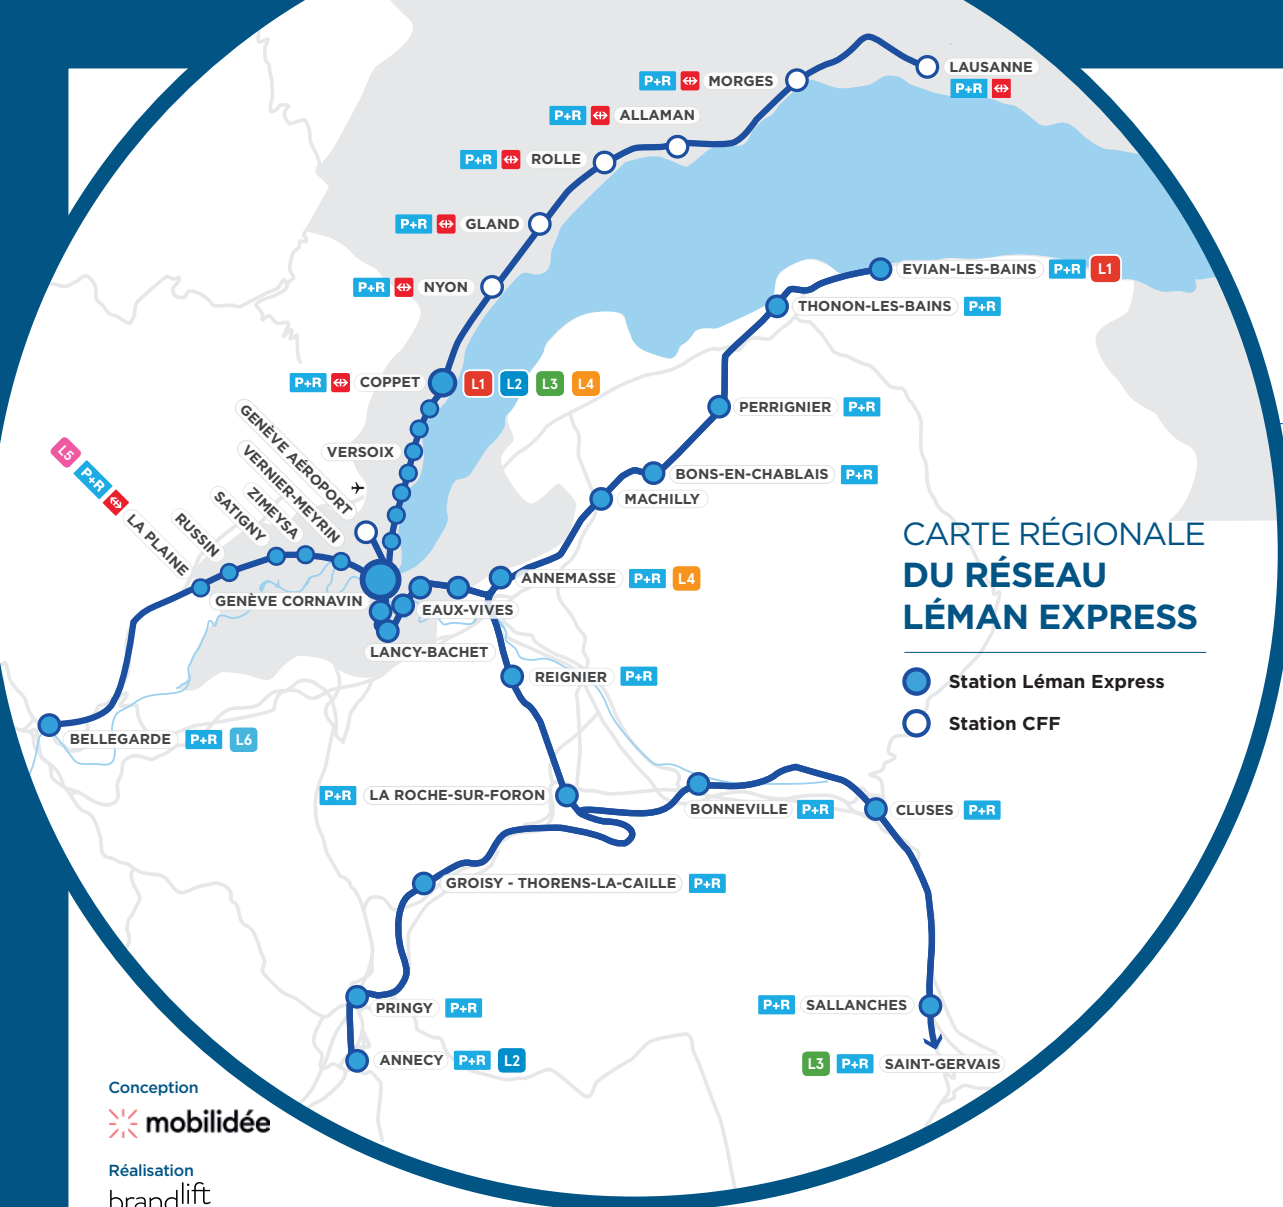 LAUSANNE
P+R
P+R MORGES
P+R ALLAMAN
P+R ROLLE
P+R GLAND
P+R NYON
EVIAN-LES-BAINS P+R L1
THONON-LES-BAINS P+R
P+R COPPET L1 L2 L3 L4
PERRIGNIER P+R
GENÈVE AÉROPORT
VERNIER-MEYRIN
ZIMEYSA
SATIGNY
RUSSIN
L5 P+R LA PLAINE
VERSOIX
BONS-EN-CHABLAIS P+R
MACHILLY
CARTE RÉGIONALE
DU RÉSEAU
LÉMAN EXPRESS
Station Léman Express
Station CFF
ANNEMASSE P+R L4
GENÈVE CORNAVIN
EAUX-VIVES
LANCY-BACHET
REIGNIER P+R
BELLEGARDE P+R L6
P+R LA ROCHE-SUR-FORON
BONNEVILLE P+R
CLUSES P+R
GROISY - THORENS-LA-CAILLE P+R
PRINGY P+R
P+R SALLANCHES
ANNECY P+R L2
L3 P+R SAINT-GERVAIS
Conception
mobilidée
Réalisation
brandlift